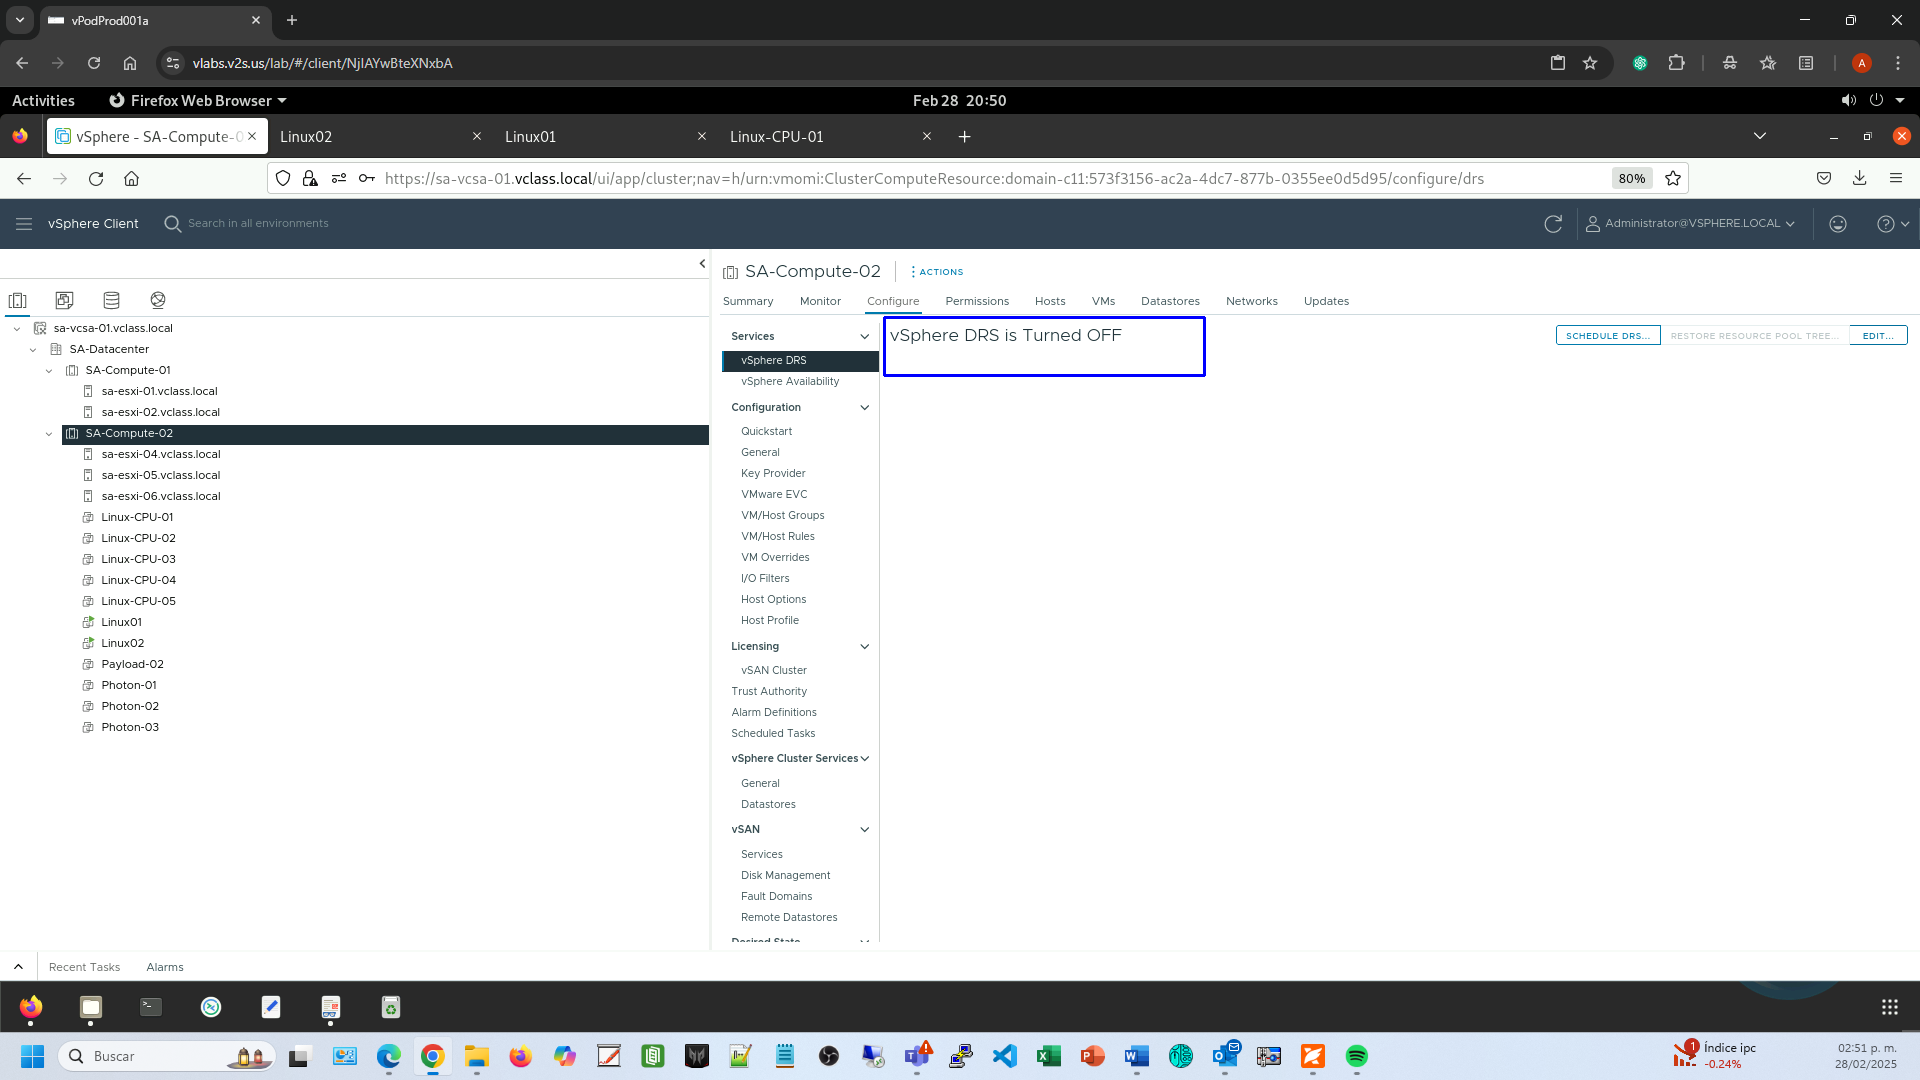 vPodProd001a
vlabs.v2s.us/lab/#/client/NjlAYwBteXNxbA
A
Activities
Firefox Web Browser
Feb 28 20:50
vSphere - SA-Compute-0
Linux02
Linux01
Linux-CPU-01
https://sa-vcsa-01.vclass.local/ui/app/cluster;nav=h/urn:vmomi:ClusterComputeResource:domain-c11:573f3156-ac2a-4dc7-877b-0355ee0d5d95/configure/drs
80%
vSphere Client
Search in all environments
Administrator@VSPHERE.LOCAL
SA-Compute-02
ACTIONS
Summary
Monitor
Configure
Permissions
Hosts
VMs
Datastores
Networks
Updates
sa-vcsa-01.vclass.local
SA-Datacenter
SA-Compute-01
sa-esxi-01.vclass.local
sa-esxi-02.vclass.local
SA-Compute-02
sa-esxi-04.vclass.local
sa-esxi-05.vclass.local
sa-esxi-06.vclass.local
Linux-CPU-01
Linux-CPU-02
Linux-CPU-03
Linux-CPU-04
Linux-CPU-05
Linux01
Linux02
Payload-02
Photon-01
Photon-02
Photon-03
Services
vSphere DRS
vSphere Availability
Configuration
Quickstart
General
Key Provider
VMware EVC
VM/Host Groups
VM/Host Rules
VM Overrides
I/O Filters
Host Options
Host Profile
Licensing
vSAN Cluster
Trust Authority
Alarm Definitions
Scheduled Tasks
vSphere Cluster Services
General
Datastores
vSAN
Services
Disk Management
Fault Domains
Remote Datastores
Desired State
vSphere DRS is Turned OFF
SCHEDULE DRS...
RESTORE RESOURCE POOL TREE...
EDIT...
Recent Tasks
Alarms
Buscar
1
Índice ipc
-0.24%
02:51 p. m.
28/02/2025